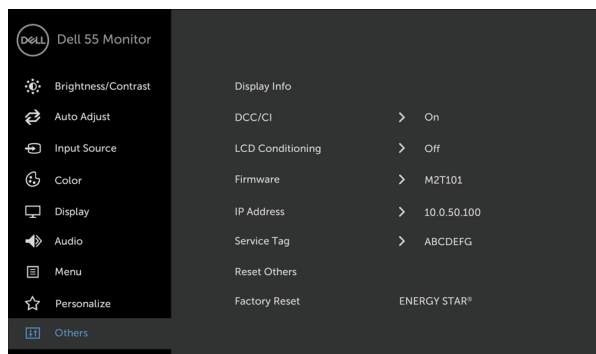 DELL Dell 55 Monitor
Brightness/Contrast
Auto Adjust
Input Source
Color
Display
Audio
Menu
Personalize
Others
Display Info
DCC/CI > On
LCD Conditioning > Off
Firmware > M2T101
IP Address > 10.0.50.100
Service Tag > ABCDEFG
Reset Others
Factory Reset ENERGY STAR®